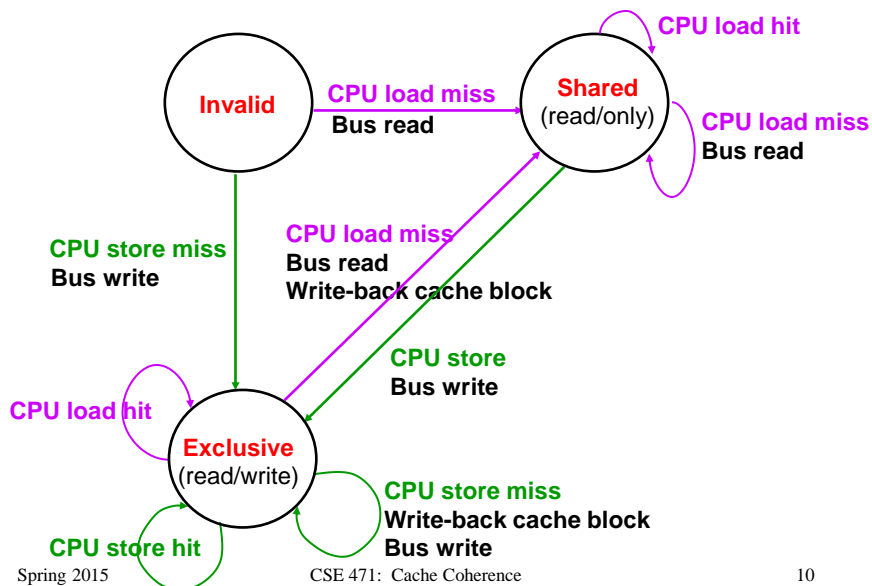 CPU load hit
Invalid
CPU load miss
Bus read
Shared
(read/only)
CPU load miss
Bus read
CPU store miss
Bus write
CPU load miss
Bus read
Write-back cache block
CPU store
Bus write
CPU load hit
Exclusive
(read/write)
CPU store miss
Write-back cache block
Bus write
CPU store hit
Spring 2015
CSE 471: Cache Coherence
10